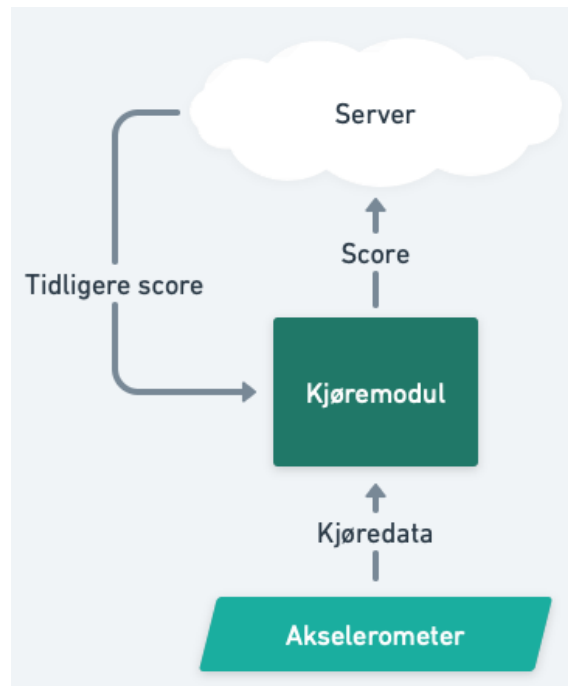 Server
Score
Tidligere score
Kjøremodul
Kjøredata
Akselerometer